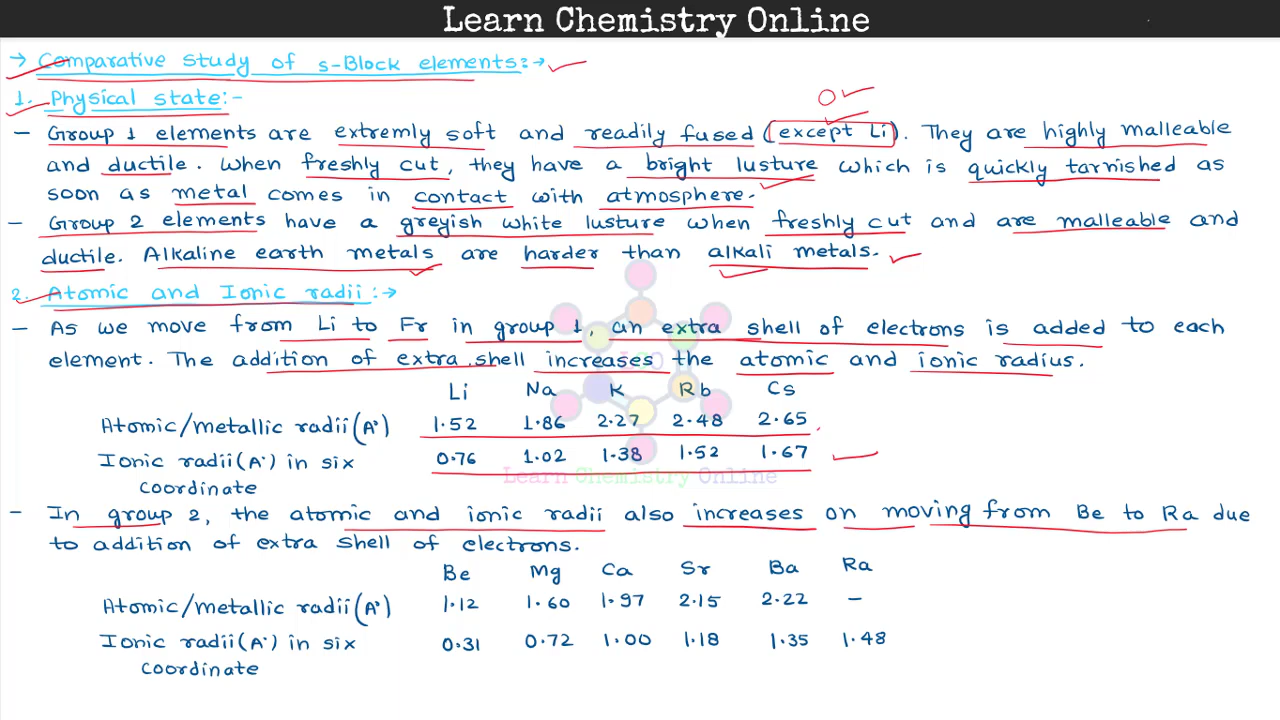 Learn Chemistry Online
→ Comparative study of s-Block elements:→
1. Physical state:-
- Group 1 elements are extremly soft and readily fused (except Li). They are highly malleable
and ductile. When freshly cut, they have a bright lusture which is quickly tarnished as
soon as metal comes in contact with atmosphere.
- Group 2 elements have a greyish white lusture when freshly cut and are malleable and
ductile. Alkaline earth metals are harder than alkali metals.
2. Atomic and Ionic radii:→
- As we move from Li to Fr in group 1, an extra shell of electrons is added to each
element. The addition of extra shell increases the atomic and ionic radius.
Li Na K Rb Cs
Atomic/metallic radii(A°) 1.52 1.86 2.27 2.48 2.65
Ionic radii(A°) in six 0.76 1.02 1.38 1.52 1.67
coordinate
Learn Chemistry Online
- In group 2, the atomic and ionic radii also increases on moving from Be to Ra due
to addition of extra shell of electrons.
Be Mg Ca Sr Ba Ra
Atomic/metallic radii(A°) 1.12 1.60 1.97 2.15 2.22 -
Ionic radii(A°) in six 0.31 0.72 1.00 1.18 1.35 1.48
coordinate